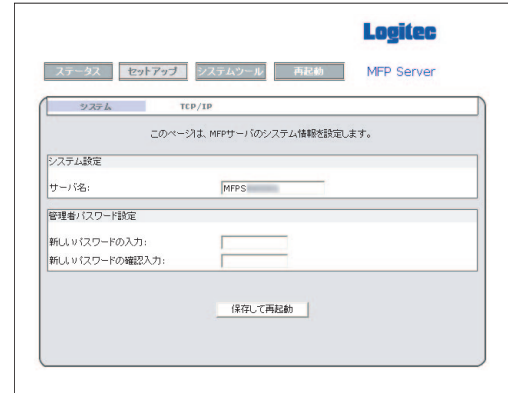 Logitec
ステータス セットアップ システムツール 再起動 MFP Server
システム TCP/IP
このページは、MFPサーバのシステム情報を設定します。
システム設定
サーバ名: MFPS
管理者パスワード設定
新しいパスワードの入力:
新しいパスワードの確認入力:
保存して再起動